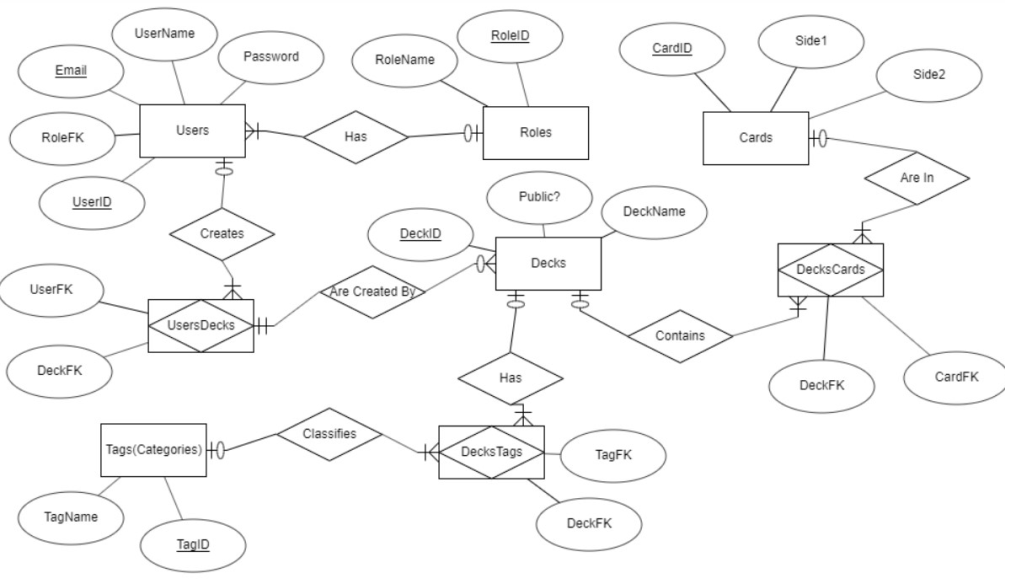 UserName
RoleID
Side1
CardID
Email
Password
RoleName
Side2
RoleFK
Users
Has
Roles
Cards
Are In
Public?
UserID
DeckName
Creates
DeckID
Decks
DecksCards
UserFK
Are Created By
UsersDecks
Contains
DeckFK
Has
DeckFK
CardFK
Classifies
Tags(Categories)
DecksTags
TagFK
TagName
DeckFK
TagID